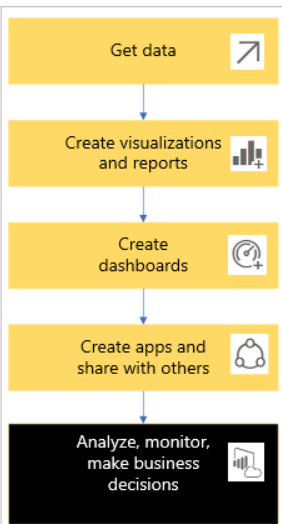 Get data
Create visualizations
and reports
Create
dashboards
Create apps and
share with others
Analyze, monitor,
make business
decisions